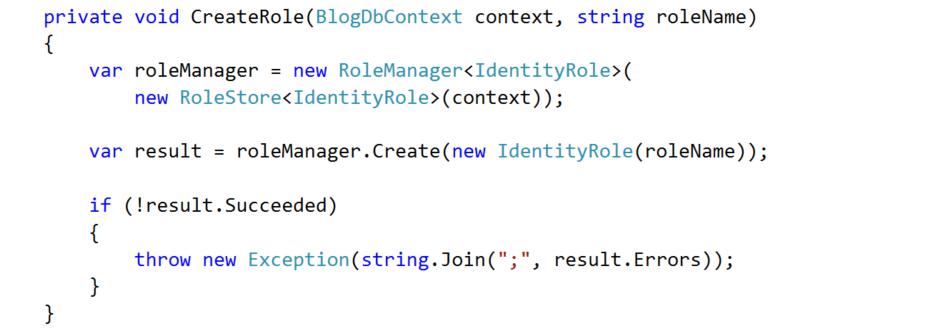 private void CreateRole(BlogDbContext context, string roleName)
{
    var roleManager = new RoleManager<IdentityRole>(
        new RoleStore<IdentityRole>(context));

    var result = roleManager.Create(new IdentityRole(roleName));

    if (!result.Succeeded)
    {
        throw new Exception(string.Join(";", result.Errors));
    }
}